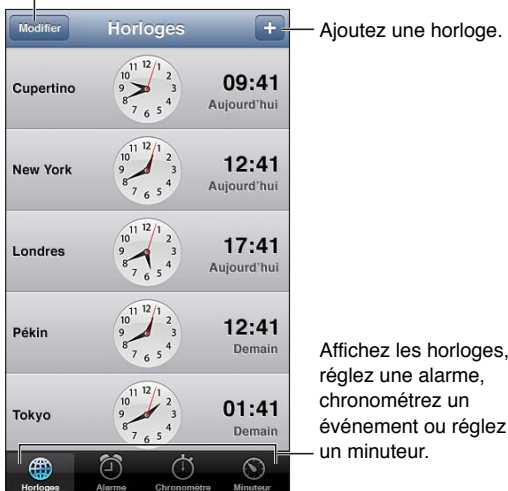 Modifier Horloges + Ajoutez une horloge.
Cupertino 09:41
Aujourd'hui
New York 12:41
Aujourd'hui
Londres 17:41
Aujourd'hui
Pékin 12:41
Demain
Tokyo 01:41
Demain
Affichez les horloges,
réglez une alarme,
chronométrez un
événement ou réglez
un minuteur.
Horloges Alarme Chronomètre Minuteur